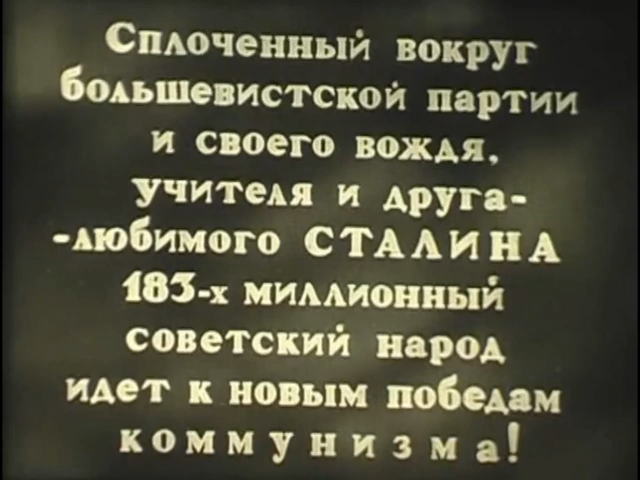 Сплоченный вокруг
большевистской партии
и своего вождя,
учителя и друга-
-любимого СТАЛИНА
183-х миллионный
советский народ
идет к новым победам
коммунизма!